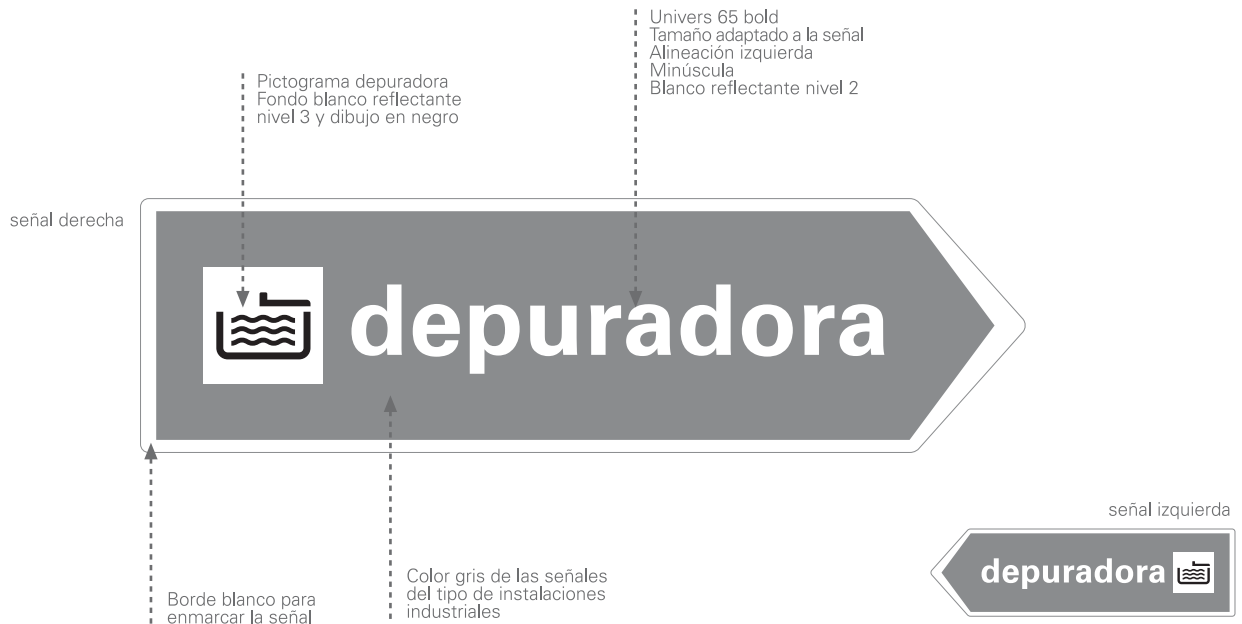 Univers 65 bold
Tamaño adaptado a la señal
Alineación izquierda
Minúscula
Blanco reflectante nivel 2
Pictograma depuradora
Fondo blanco reflectante
nivel 3 y dibujo en negro
señal derecha
depuradora
señal izquierda
depuradora
Color gris de las señales
del tipo de instalaciones
industriales
Borde blanco para
enmarcar la señal